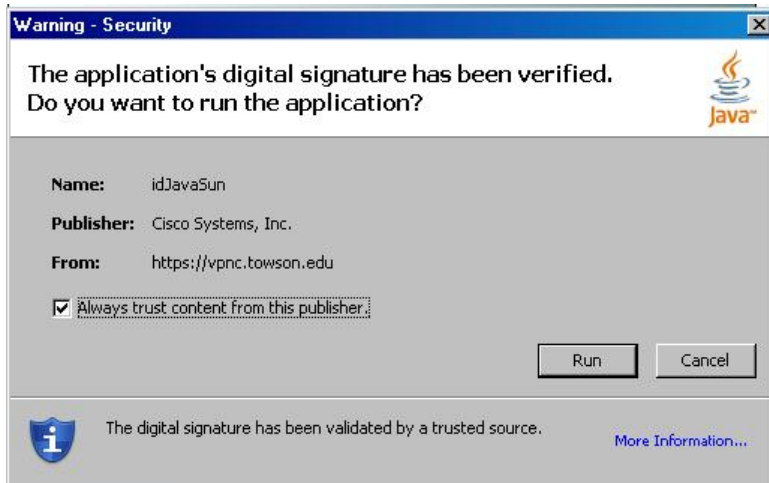 Warning - Security
The application's digital signature has been verified.
Do you want to run the application?
Java™
Name: idJavaSun
Publisher: Cisco Systems, Inc.
From: https://vpnc.towson.edu
Always trust content from this publisher.
Run Cancel
The digital signature has been validated by a trusted source.
More Information...